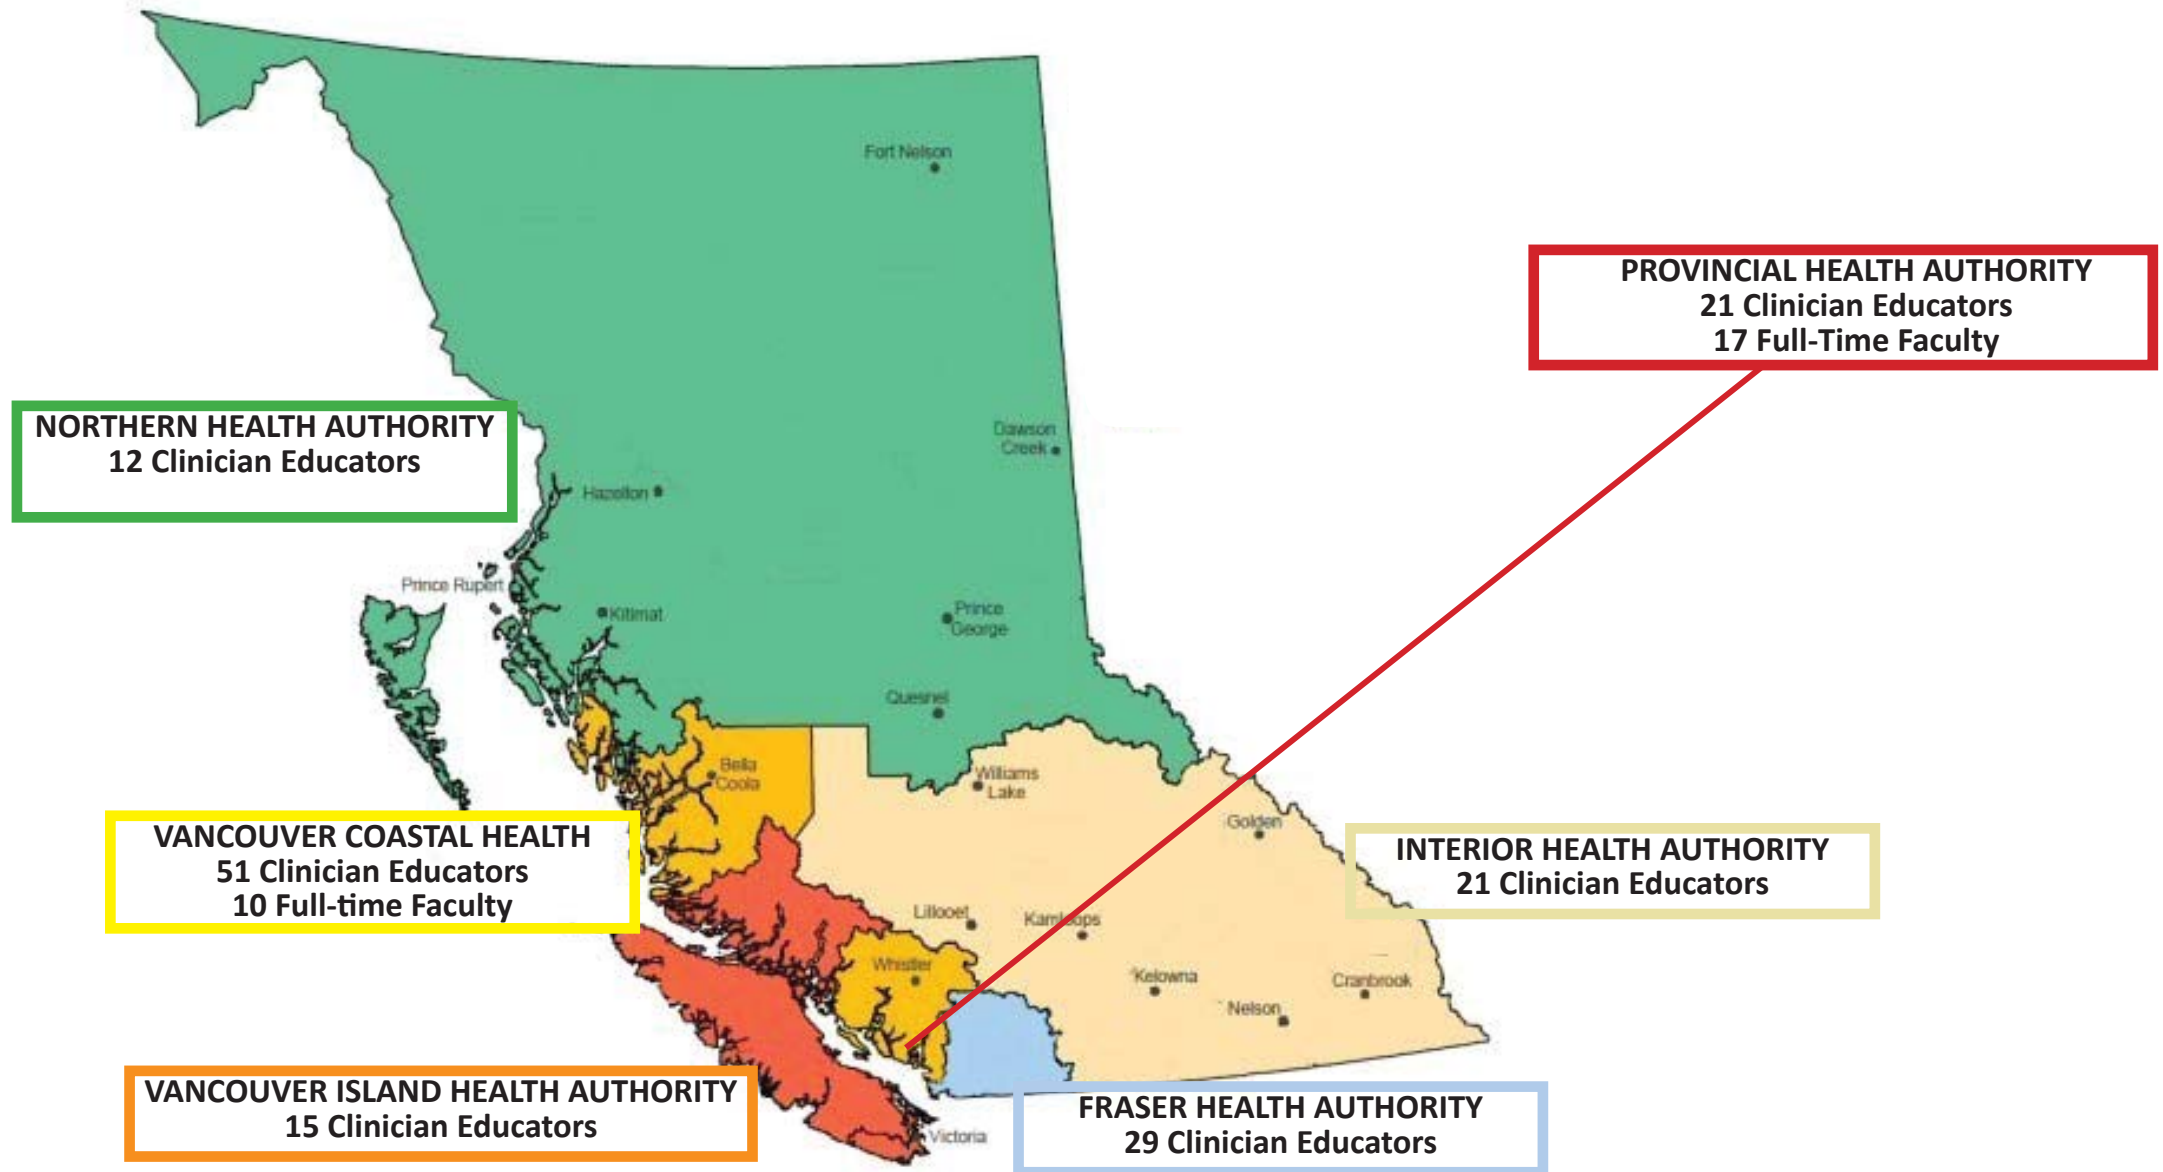 Fort Nelson
PROVINCIAL HEALTH AUTHORITY
21 Clinician Educators
17 Full-Time Faculty
NORTHERN HEALTH AUTHORITY
12 Clinician Educators
Dawson
Creek
Hazelton
Prince Rupert
Kitimat
Prince
George
Quesnel
Bella
Coola
Williams
Lake
Golden
VANCOUVER COASTAL HEALTH
51 Clinician Educators
10 Full-time Faculty
INTERIOR HEALTH AUTHORITY
21 Clinician Educators
Lillooet
Kamloops
Whistler
Kelowna
Cranbrook
Nelson
VANCOUVER ISLAND HEALTH AUTHORITY
15 Clinician Educators
FRASER HEALTH AUTHORITY
29 Clinician Educators
Victoria